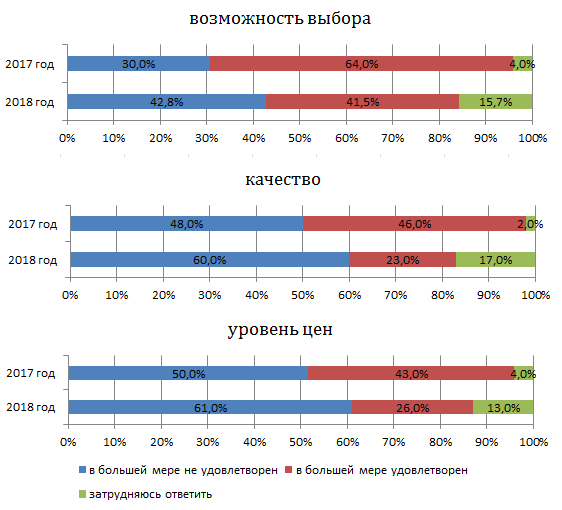 возможность выбора
2017 год 30,0% 64,0% 4,0%
2018 год 42,8% 41,5% 15,7%
0% 10% 20% 30% 40% 50% 60% 70% 80% 90% 100%
качество
2017 год 48,0% 46,0% 2,0%
2018 год 60,0% 23,0% 17,0%
0% 10% 20% 30% 40% 50% 60% 70% 80% 90% 100%
уровень цен
2017 год 50,0% 43,0% 4,0%
2018 год 61,0% 26,0% 13,0%
0% 10% 20% 30% 40% 50% 60% 70% 80% 90% 100%
в большей мере не удовлетворен в большей мере удовлетворен
затрудняюсь ответить